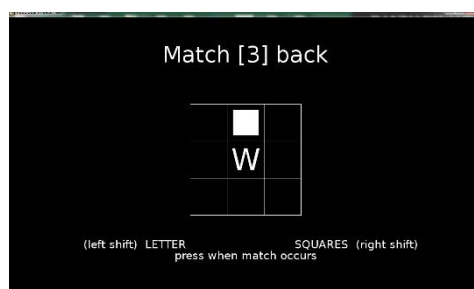 Match [3] back
W
(left shift) LETTER SQUARES (right shift)
press when match occurs